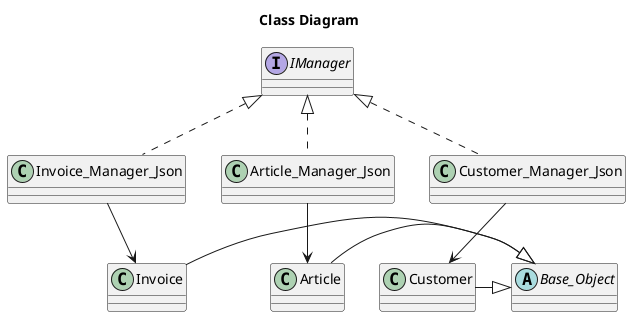 Class Diagram
I IManager
C Invoice_Manager_Json
C Article_Manager_Json
C Customer_Manager_Json
C Invoice
C Article
C Customer
A Base_Object